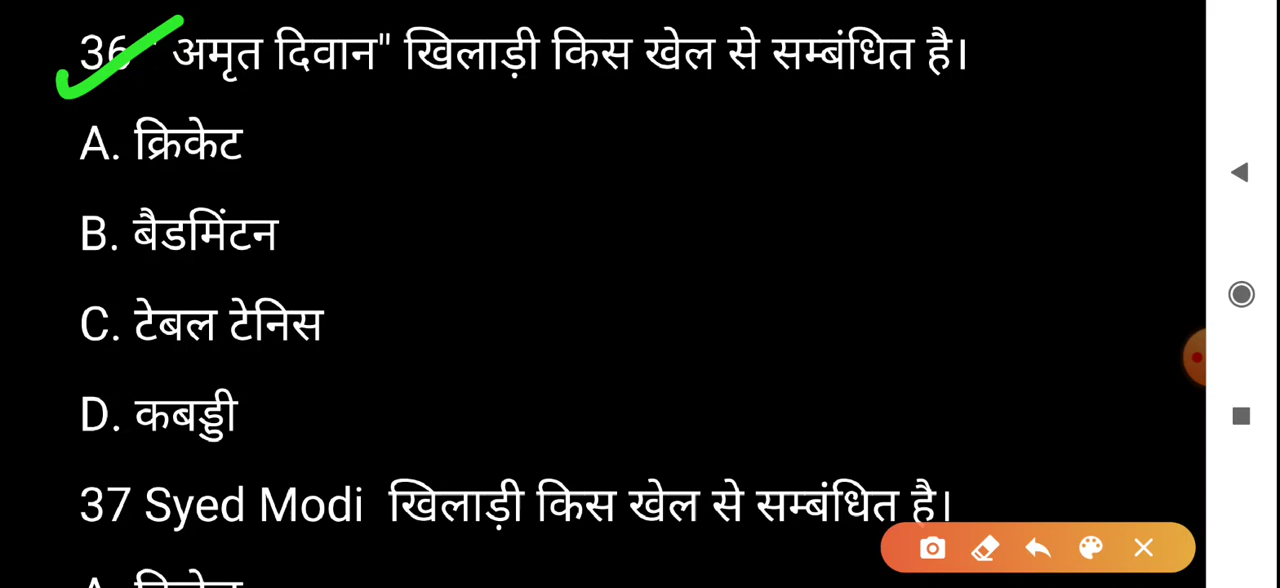 36 " अमृत दिवान" खिलाड़ी किस खेल से सम्बंधित है।
A. क्रिकेट
B. बैडमिंटन
C. टेबल टेनिस
D. कबड्डी
37 Syed Modi खिलाड़ी किस खेल से सम्बंधित है।
A. क्रिकेट